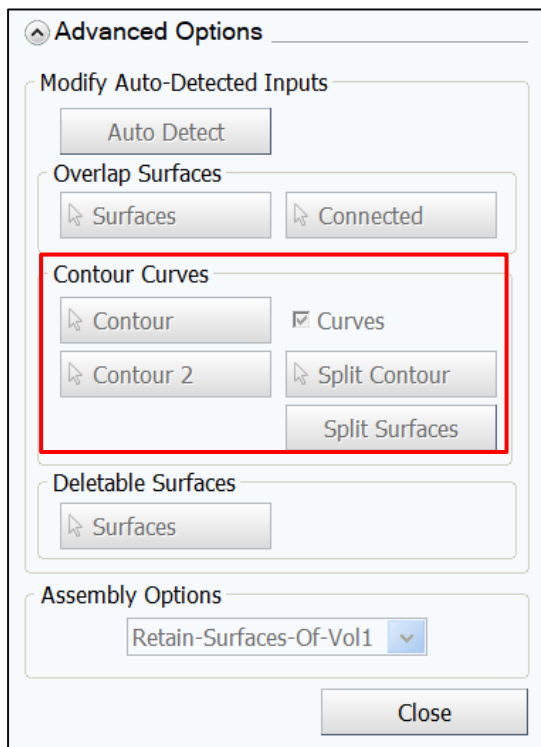 Advanced Options
Modify Auto-Detected Inputs
Auto Detect
Overlap Surfaces
Surfaces Connected
Contour Curves
Contour Curves
Contour 2 Split Contour
Split Surfaces
Deletable Surfaces
Surfaces
Assembly Options
Retain-Surfaces-Of-Vol1
Close